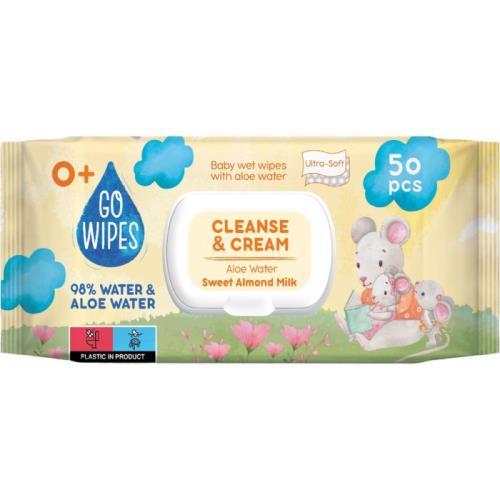 0+
GO
WIPES
98% WATER &
ALOE WATER
PLASTIC IN PRODUCT
Baby wet wipes
with aloe water
Ultra-Soft
50
pcs
CLEANSE
& CREAM
Aloe Water
Sweet Almond Milk